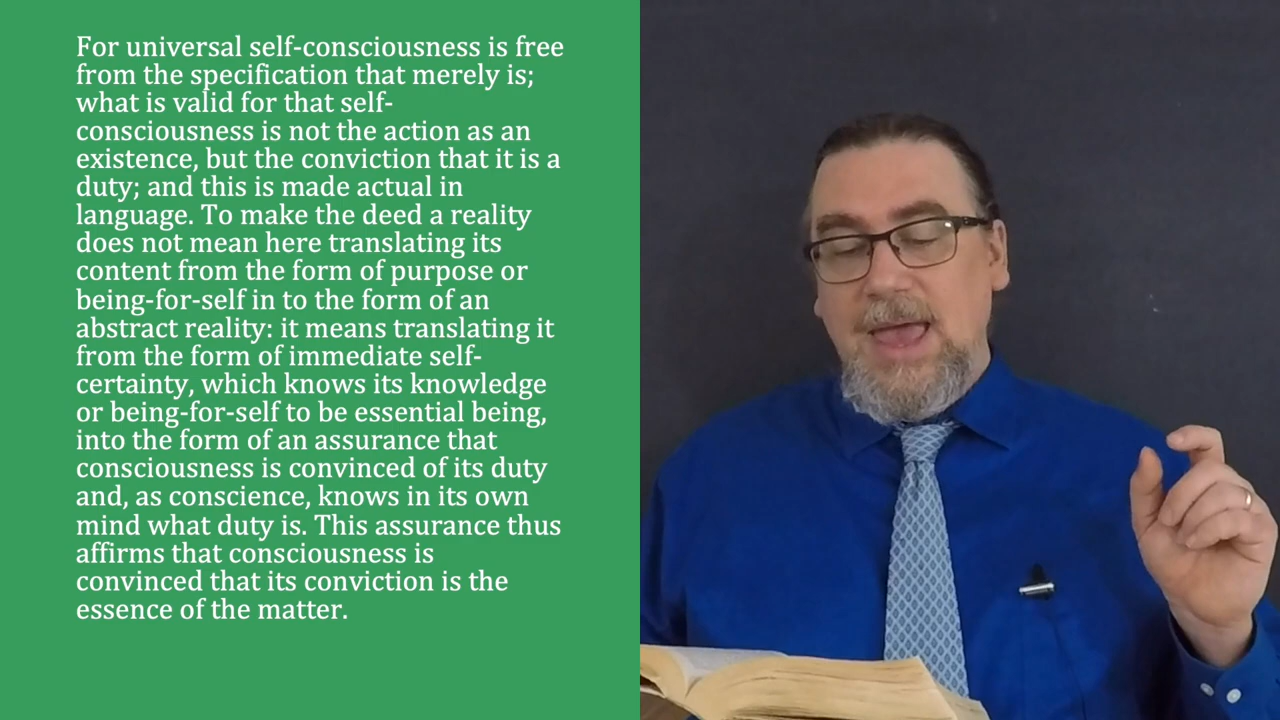 For universal self-consciousness is free
from the specification that merely is;
what is valid for that self-
consciousness is not the action as an
existence, but the conviction that it is a
duty; and this is made actual in
language. To make the deed a reality
does not mean here translating its
content from the form of purpose or
being-for-self in to the form of an
abstract reality: it means translating it
from the form of immediate self-
certainty, which knows its knowledge
or being-for-self to be essential being,
into the form of an assurance that
consciousness is convinced of its duty
and, as conscience, knows in its own
mind what duty is. This assurance thus
affirms that consciousness is
convinced that its conviction is the
essence of the matter.